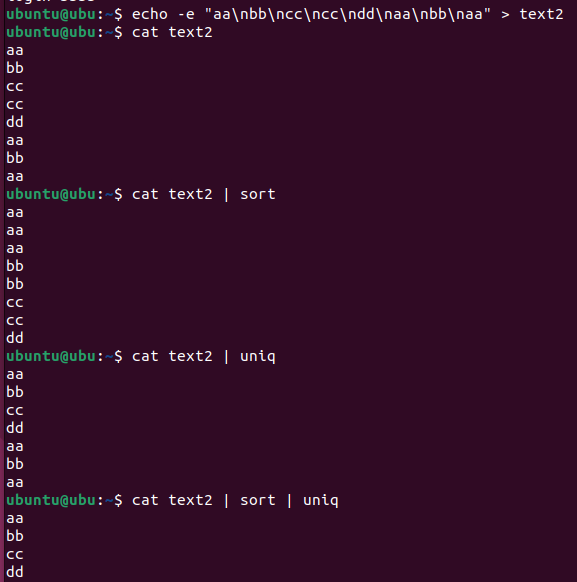 ubuntu@ubu:~$ echo -e "aa\nbb\ncc\ncc\ndd\naa\nbb\naa" > text2
ubuntu@ubu:~$ cat text2
aa
bb
cc
cc
dd
aa
bb
aa
ubuntu@ubu:~$ cat text2 | sort
aa
aa
aa
bb
bb
cc
cc
dd
ubuntu@ubu:~$ cat text2 | uniq
aa
bb
cc
dd
aa
bb
aa
ubuntu@ubu:~$ cat text2 | sort | uniq
aa
bb
cc
dd